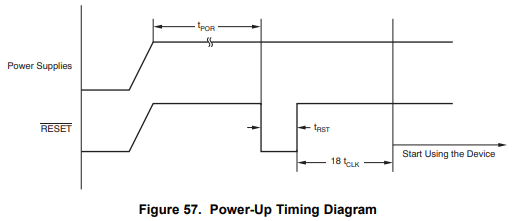 tPOR
Power Supplies
RESET
tRST
18 tCLK
Start Using the Device
Figure 57. Power-Up Timing Diagram